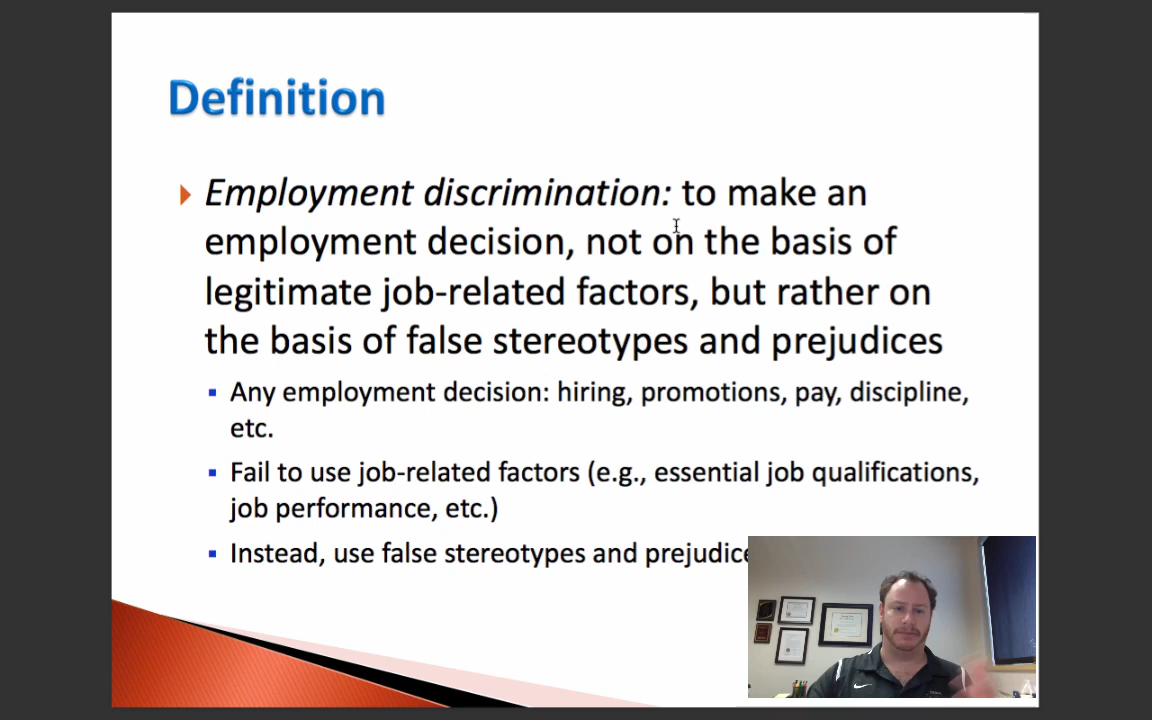 Definition
Employment discrimination: to make an
employment decision, not on the basis of
legitimate job-related factors, but rather on
the basis of false stereotypes and prejudices
Any employment decision: hiring, promotions, pay, discipline,
etc.
Fail to use job-related factors (e.g., essential job qualifications,
job performance, etc.)
Instead, use false stereotypes and